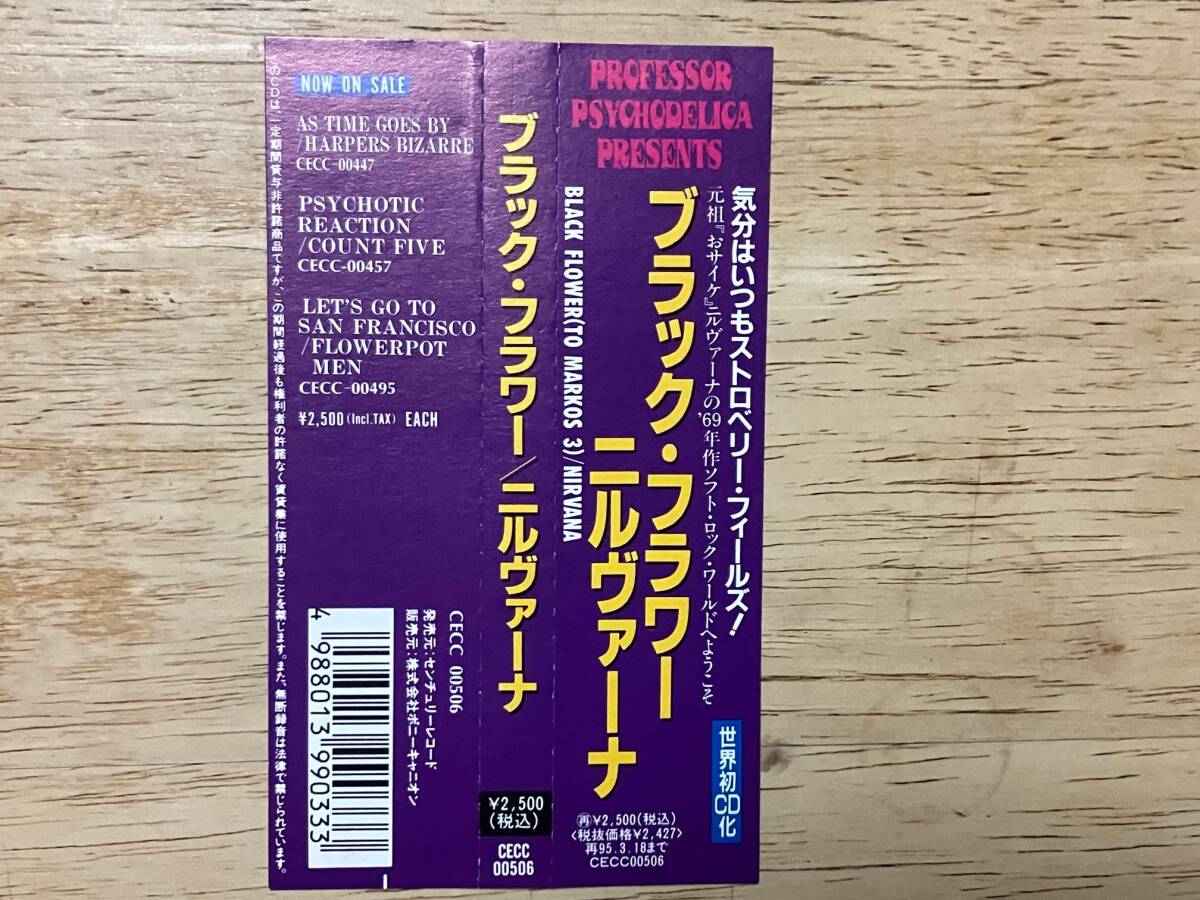 PROFESSOR
PSYCHODELICA
PRESENTS
気分はいつもストロベリー・フィールズ!
元祖『おサイケ』ニルヴァーナの'69年作ソフト・ロック・ワールドへようこそ
ブラック・フラワー
ニルヴァーナ
BLACK FLOWER(TO MARKOS 3)/NIRVANA
世界初CD化
再¥2,500(税込)
<税抜価格¥2,427>
再95.3.18まで
CECC00506
ブラック・フラワー/ニルヴァーナ
¥2,500
(税込)
CECC
00506
NOW ON SALE
AS TIME GOES BY
/HARPERS BIZARRE
CECC-00447
PSYCHOTIC
REACTION
/COUNT FIVE
CECC-00457
LET'S GO TO
SAN FRANCISCO
/FLOWERPOT
MEN
CECC-00495
¥2,500 (Incl.TAX) EACH
CECC 00506
発売元:センチュリーレコード
販売元:株式会社ポニーキャニオン
4 988013 990333
のCDは、一定期間貸与非許諾商品ですが、この期間経過後も権利者の許諾なく賃貸業に使用することを禁じます。また、無断録音は法律で禁じられています。